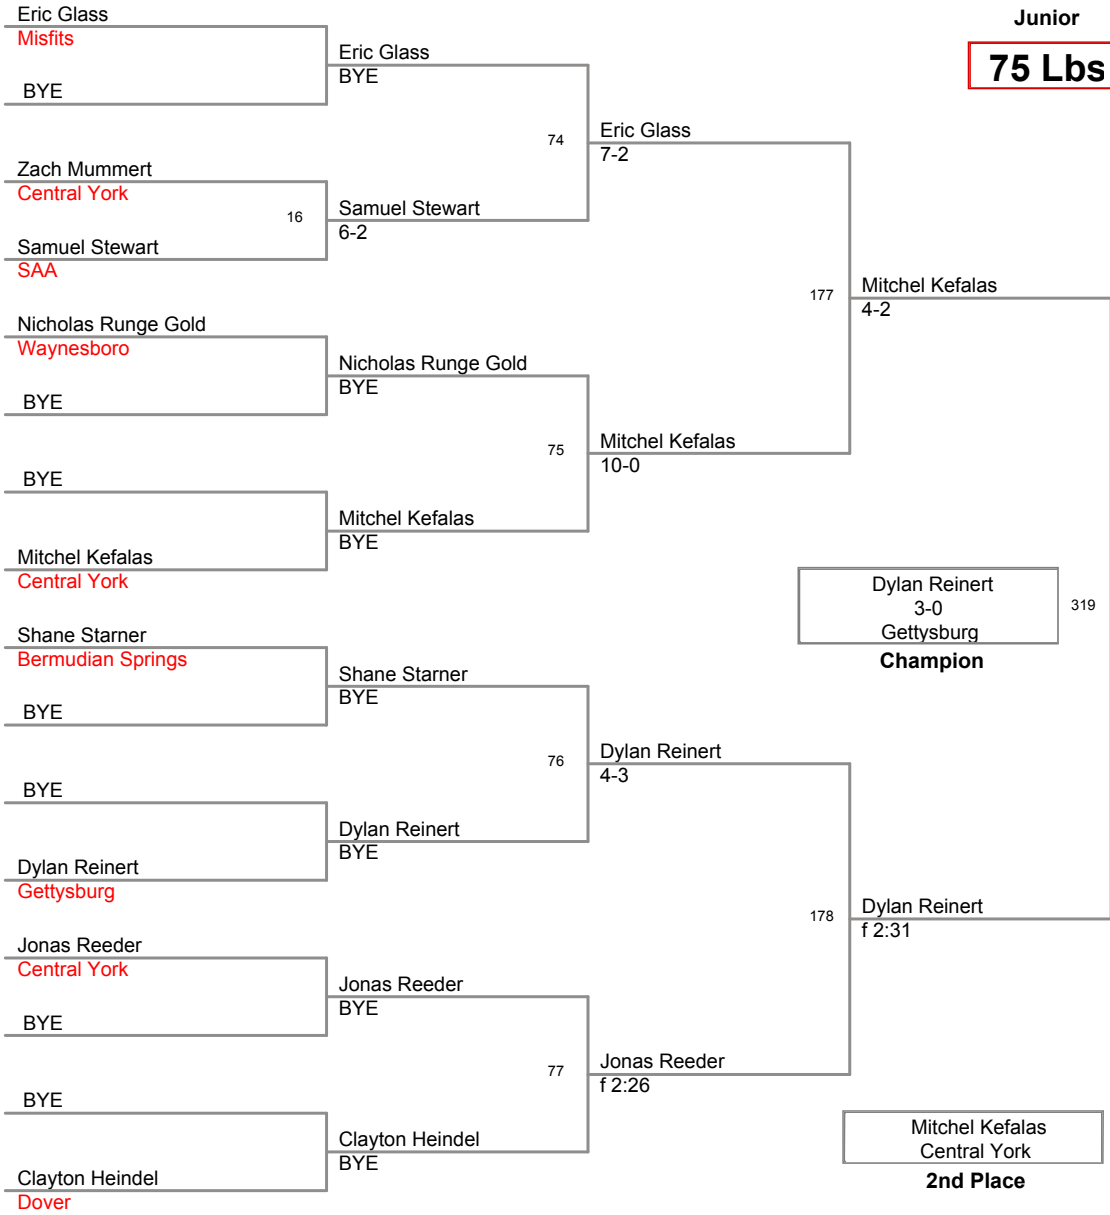 Eric Glass
Misfits
BYE
Zach Mummert
Central York
16
Samuel Stewart
SAA
Nicholas Runge Gold
Waynesboro
BYE
BYE
Mitchel Kefalas
Central York
Shane Starner
Bermudian Springs
BYE
BYE
Dylan Reinert
Gettysburg
Jonas Reeder
Central York
BYE
BYE
Clayton Heindel
Dover
Eric Glass
BYE
74
Samuel Stewart
6-2
Nicholas Runge Gold
BYE
75
Mitchel Kefalas
BYE
Shane Starner
BYE
76
Dylan Reinert
BYE
Jonas Reeder
BYE
77
Clayton Heindel
BYE
Eric Glass
7-2
177
Mitchel Kefalas
10-0
Dylan Reinert
4-3
178
Jonas Reeder
f 2:26
Junior
75 Lbs
Mitchel Kefalas
4-2
Dylan Reinert
3-0
Gettysburg
319
Champion
Dylan Reinert
f 2:31
Mitchel Kefalas
Central York
2nd Place